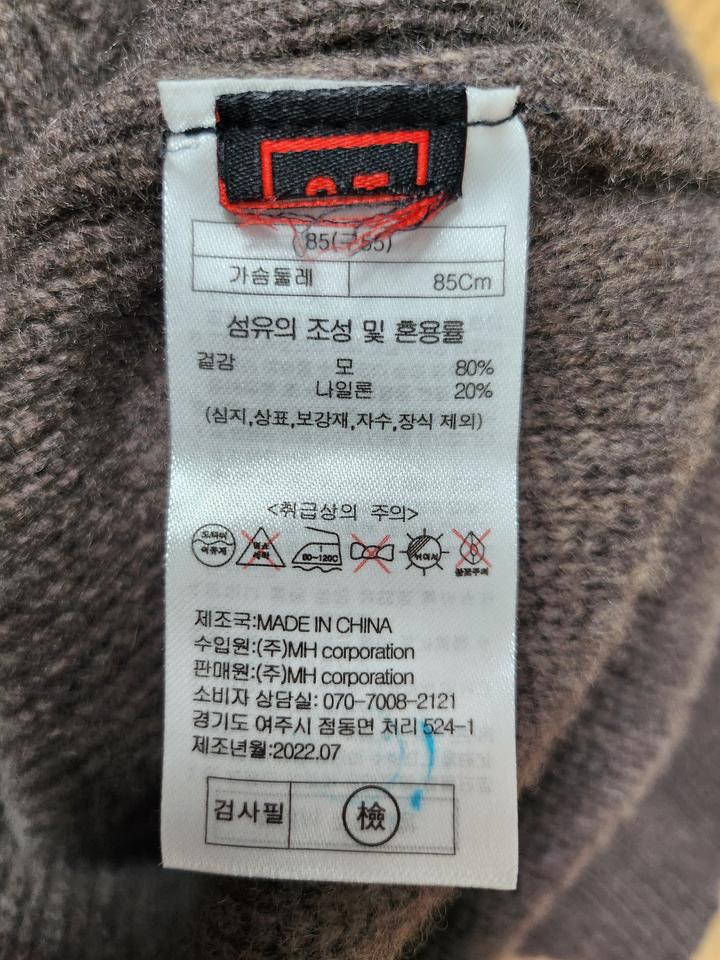 85(
55)
가슴둘레 85Cm
섬유의 조성 및 혼용률
겉감 모 80%
나일론 20%
(심지,상표,보강재,자수,장식 제외)
<취급상의 주의>
80~120C
제조국:MADE IN CHINA
수입원:(주)MH corporation
판매원:(주)MH corporation
소비자 상담실: 070-7008-2121
경기도 여주시 점동면 처리 524-1
제조년월:2022.07
검사필 檢